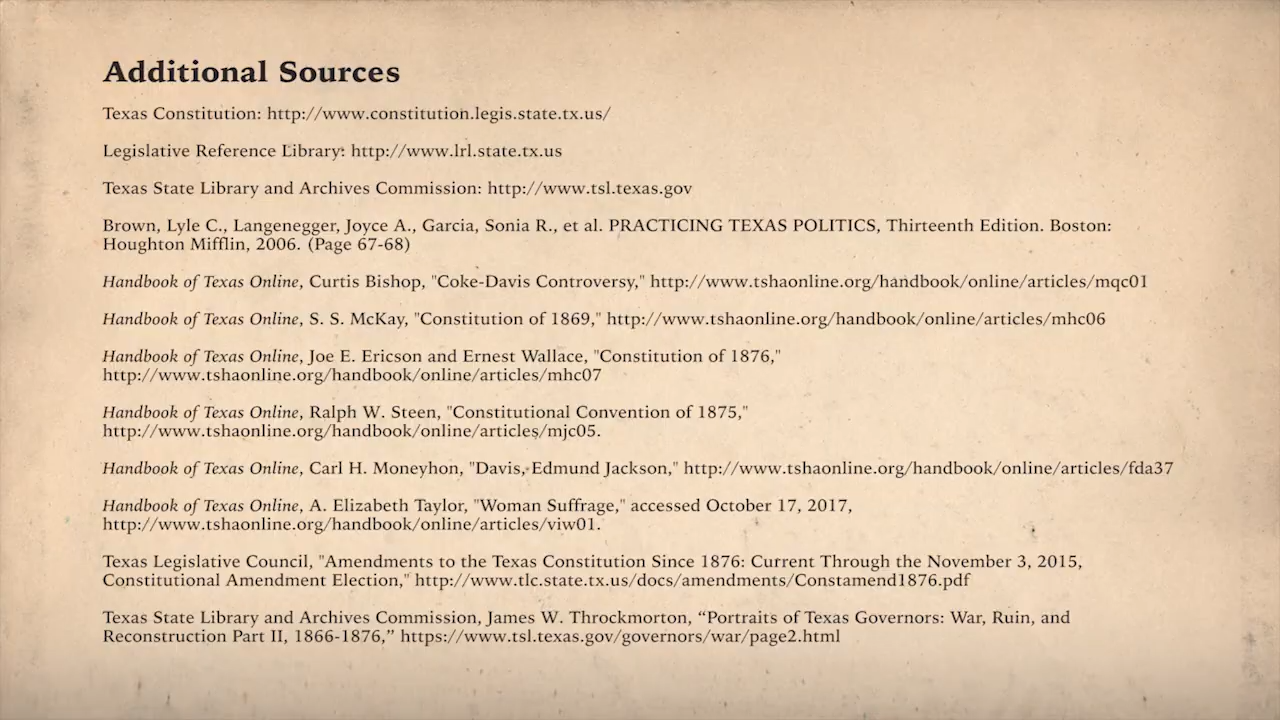 Additional Sources
Texas Constitution: http://www.constitution.legis.state.tx.us/
Legislative Reference Library: http://www.lrl.state.tx.us
Texas State Library and Archives Commission: http://www.tsl.texas.gov
Brown, Lyle C., Langenegger, Joyce A., Garcia, Sonia R., et al. PRACTICING TEXAS POLITICS, Thirteenth Edition. Boston:
Houghton Mifflin, 2006. (Page 67-68)
Handbook of Texas Online, Curtis Bishop, "Coke-Davis Controversy," http://www.tshaonline.org/handbook/online/articles/mqc01
Handbook of Texas Online, S. S. McKay, "Constitution of 1869," http://www.tshaonline.org/handbook/online/articles/mhc06
Handbook of Texas Online, Joe E. Ericson and Ernest Wallace, "Constitution of 1876,"
http://www.tshaonline.org/handbook/online/articles/mhc07
Handbook of Texas Online, Ralph W. Steen, "Constitutional Convention of 1875,"
http://www.tshaonline.org/handbook/online/articles/mjc05.
Handbook of Texas Online, Carl H. Moneyhon, "Davis, Edmund Jackson," http://www.tshaonline.org/handbook/online/articles/fda37
Handbook of Texas Online, A. Elizabeth Taylor, "Woman Suffrage," accessed October 17, 2017,
http://www.tshaonline.org/handbook/online/articles/viw01.
Texas Legislative Council, "Amendments to the Texas Constitution Since 1876: Current Through the November 3, 2015,
Constitutional Amendment Election," http://www.tlc.state.tx.us/docs/amendments/Constamend1876.pdf
Texas State Library and Archives Commission, James W. Throckmorton, “Portraits of Texas Governors: War, Ruin, and
Reconstruction Part II, 1866-1876,” https://www.tsl.texas.gov/governors/war/page2.html